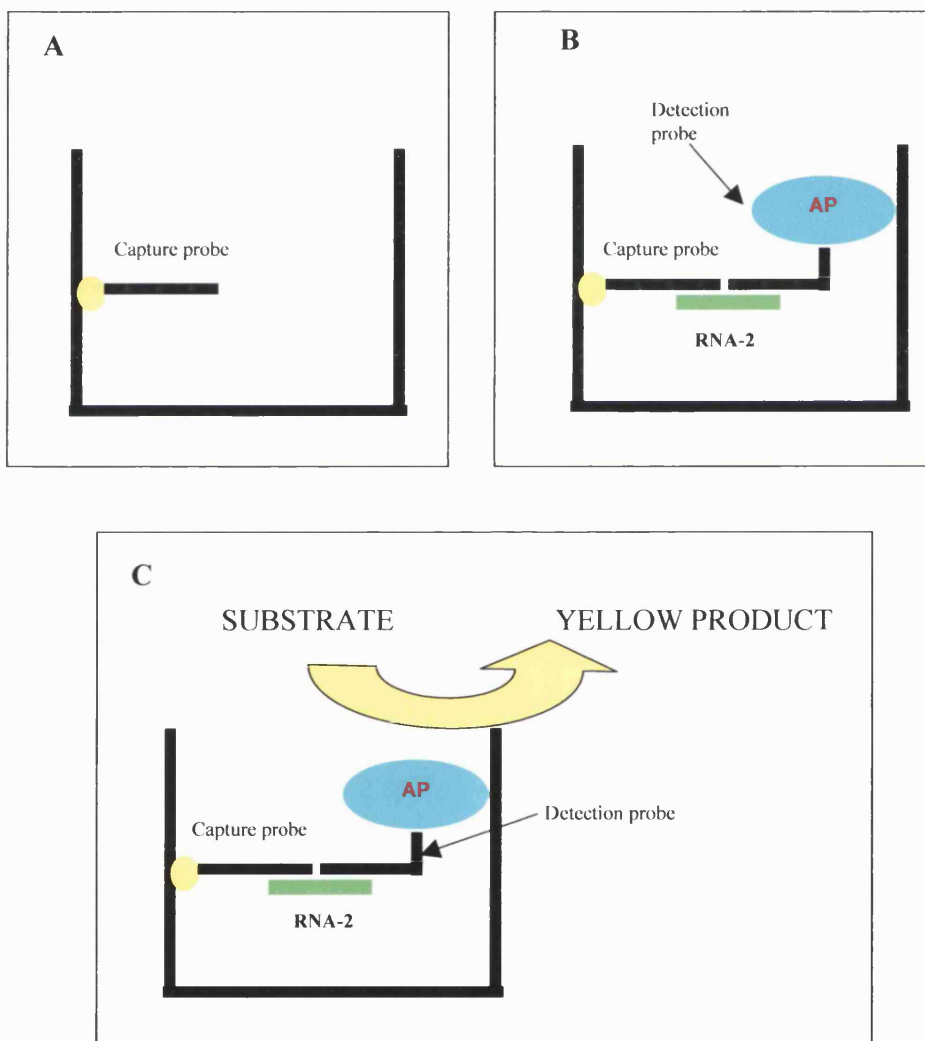 A
Capture probe
B
Detection
probe
AP
Capture probe
RNA-2
C
SUBSTRATE
YELLOW PRODUCT
AP
Detection probe
Capture probe
RNA-2